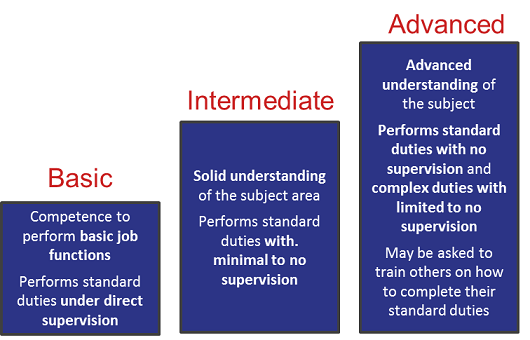 Basic
Competence to
perform basic job
functions
Performs standard
duties under direct
supervision
Intermediate
Solid understanding
of the subject area
Performs standard
duties with.
minimal to no
supervision
Advanced
Advanced
understanding of
the subject
Performs standard
duties with no
supervision and
complex duties with
limited to no
supervision
May be asked to
train others on how
to complete their
standard duties